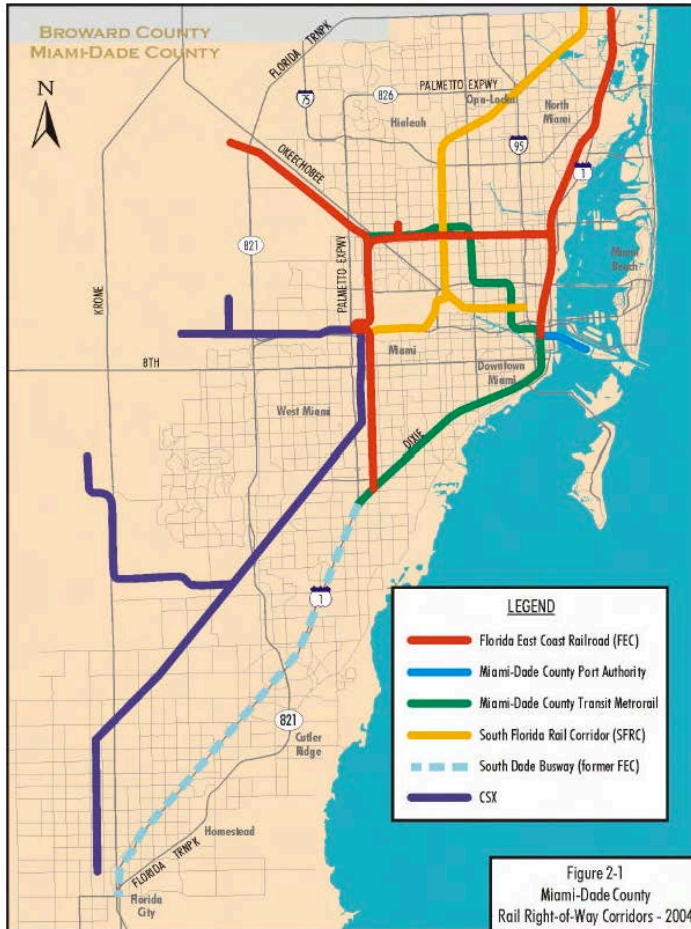 BROWARD COUNTY
MIAMI-DADE COUNTY
FLORIDA TRNPK
N
75
PALMETTO EXPWY
826
Opa-Locka
Hialeah
North
Miami
95
OKEECHOBEE
1
821
PALMETTO EXPWY
Miami
Beach
KROME
8TH
Miami
Downtown
Miami
West Miami
DIXIE
1
821
Cutler
Ridge
Homestead
FLORIDA TRNPK
Florida
City
LEGEND
Florida East Coast Railroad (FEC)
Miami-Dade County Port Authority
Miami-Dade County Transit Metrorail
South Florida Rail Corridor (SFRC)
South Dade Busway (former FEC)
CSX
Figure 2-1
Miami-Dade County
Rail Right-of-Way Corridors - 2004